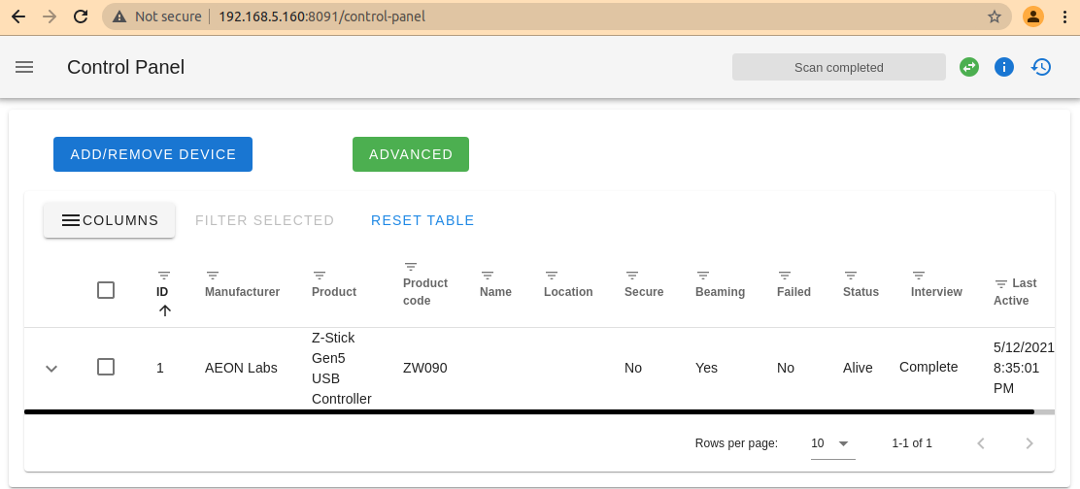 Not secure 192.168.5.160:8091/control-panel
Control Panel
Scan completed
ADD/REMOVE DEVICE
ADVANCED
COLUMNS
FILTER SELECTED
RESET TABLE
ID
Manufacturer
Product
Product
code
Name
Location
Secure
Beaming
Failed
Status
Interview
Last
Active
1
AEON Labs
Z-Stick
Gen5
USB
Controller
ZW090
No
Yes
No
Alive
Complete
5/12/2021
8:35:01
PM
Rows per page:
10
1-1 of 1